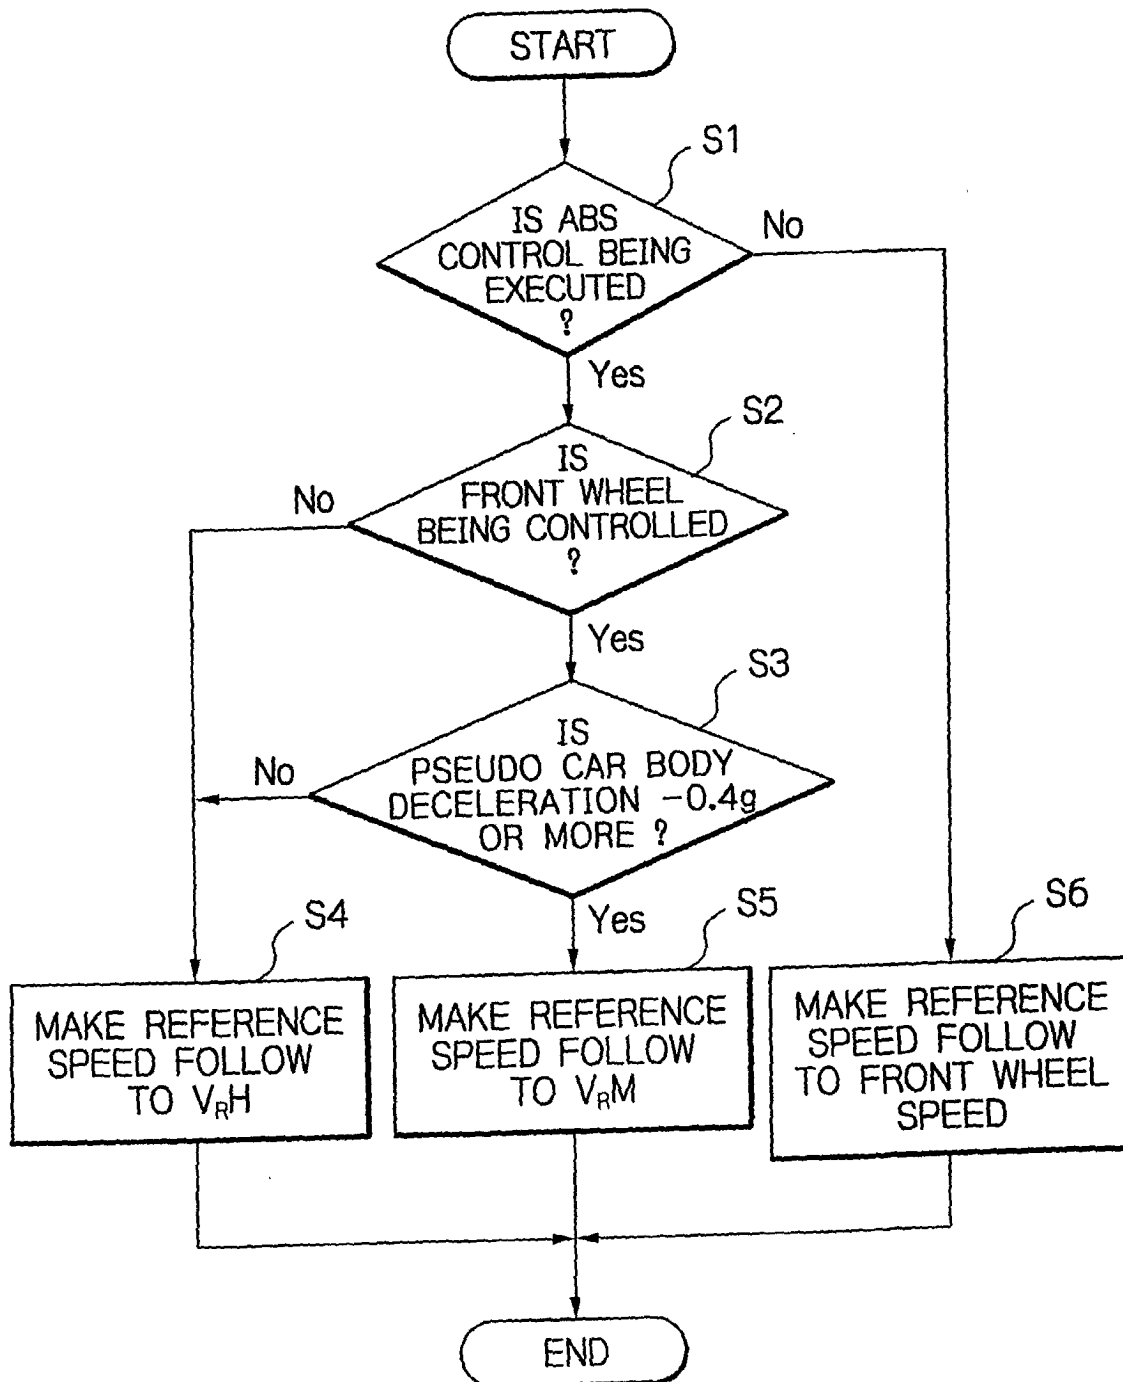 START
S1
IS ABS
CONTROL BEING
EXECUTED
?
No
Yes
S2
IS
FRONT WHEEL
BEING CONTROLLED
?
No
Yes
S3
IS
PSEUDO CAR BODY
DECELERATION -0.4g
OR MORE ?
No
Yes
S4
MAKE REFERENCE
SPEED FOLLOW
TO VRH
S5
MAKE REFERENCE
SPEED FOLLOW
TO VRM
S6
MAKE REFERENCE
SPEED FOLLOW
TO FRONT WHEEL
SPEED
END